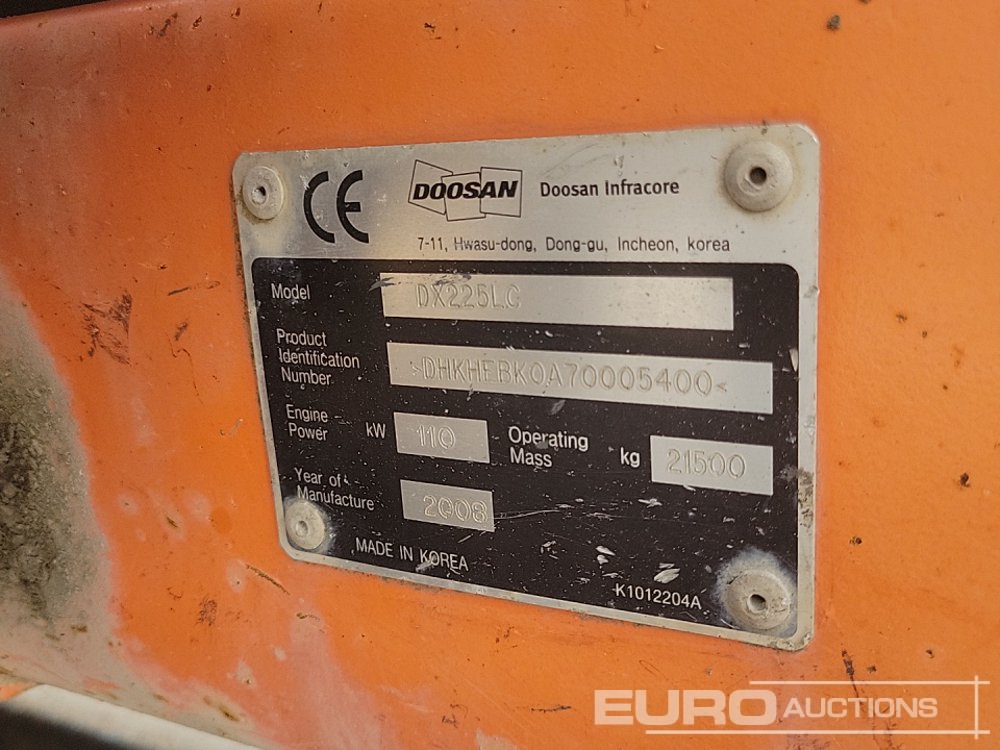 CE DOOSAN Doosan Infracore
7-11, Hwasu-dong, Dong-gu, Incheon, korea
Model DX225LC
Product
Identification
Number >DHKHEBK0A70005400<
Engine
Power kW 110
Operating
Mass kg 21500
Year of
Manufacture 2008
MADE IN KOREA
K1012204A
EURO AUCTIONS